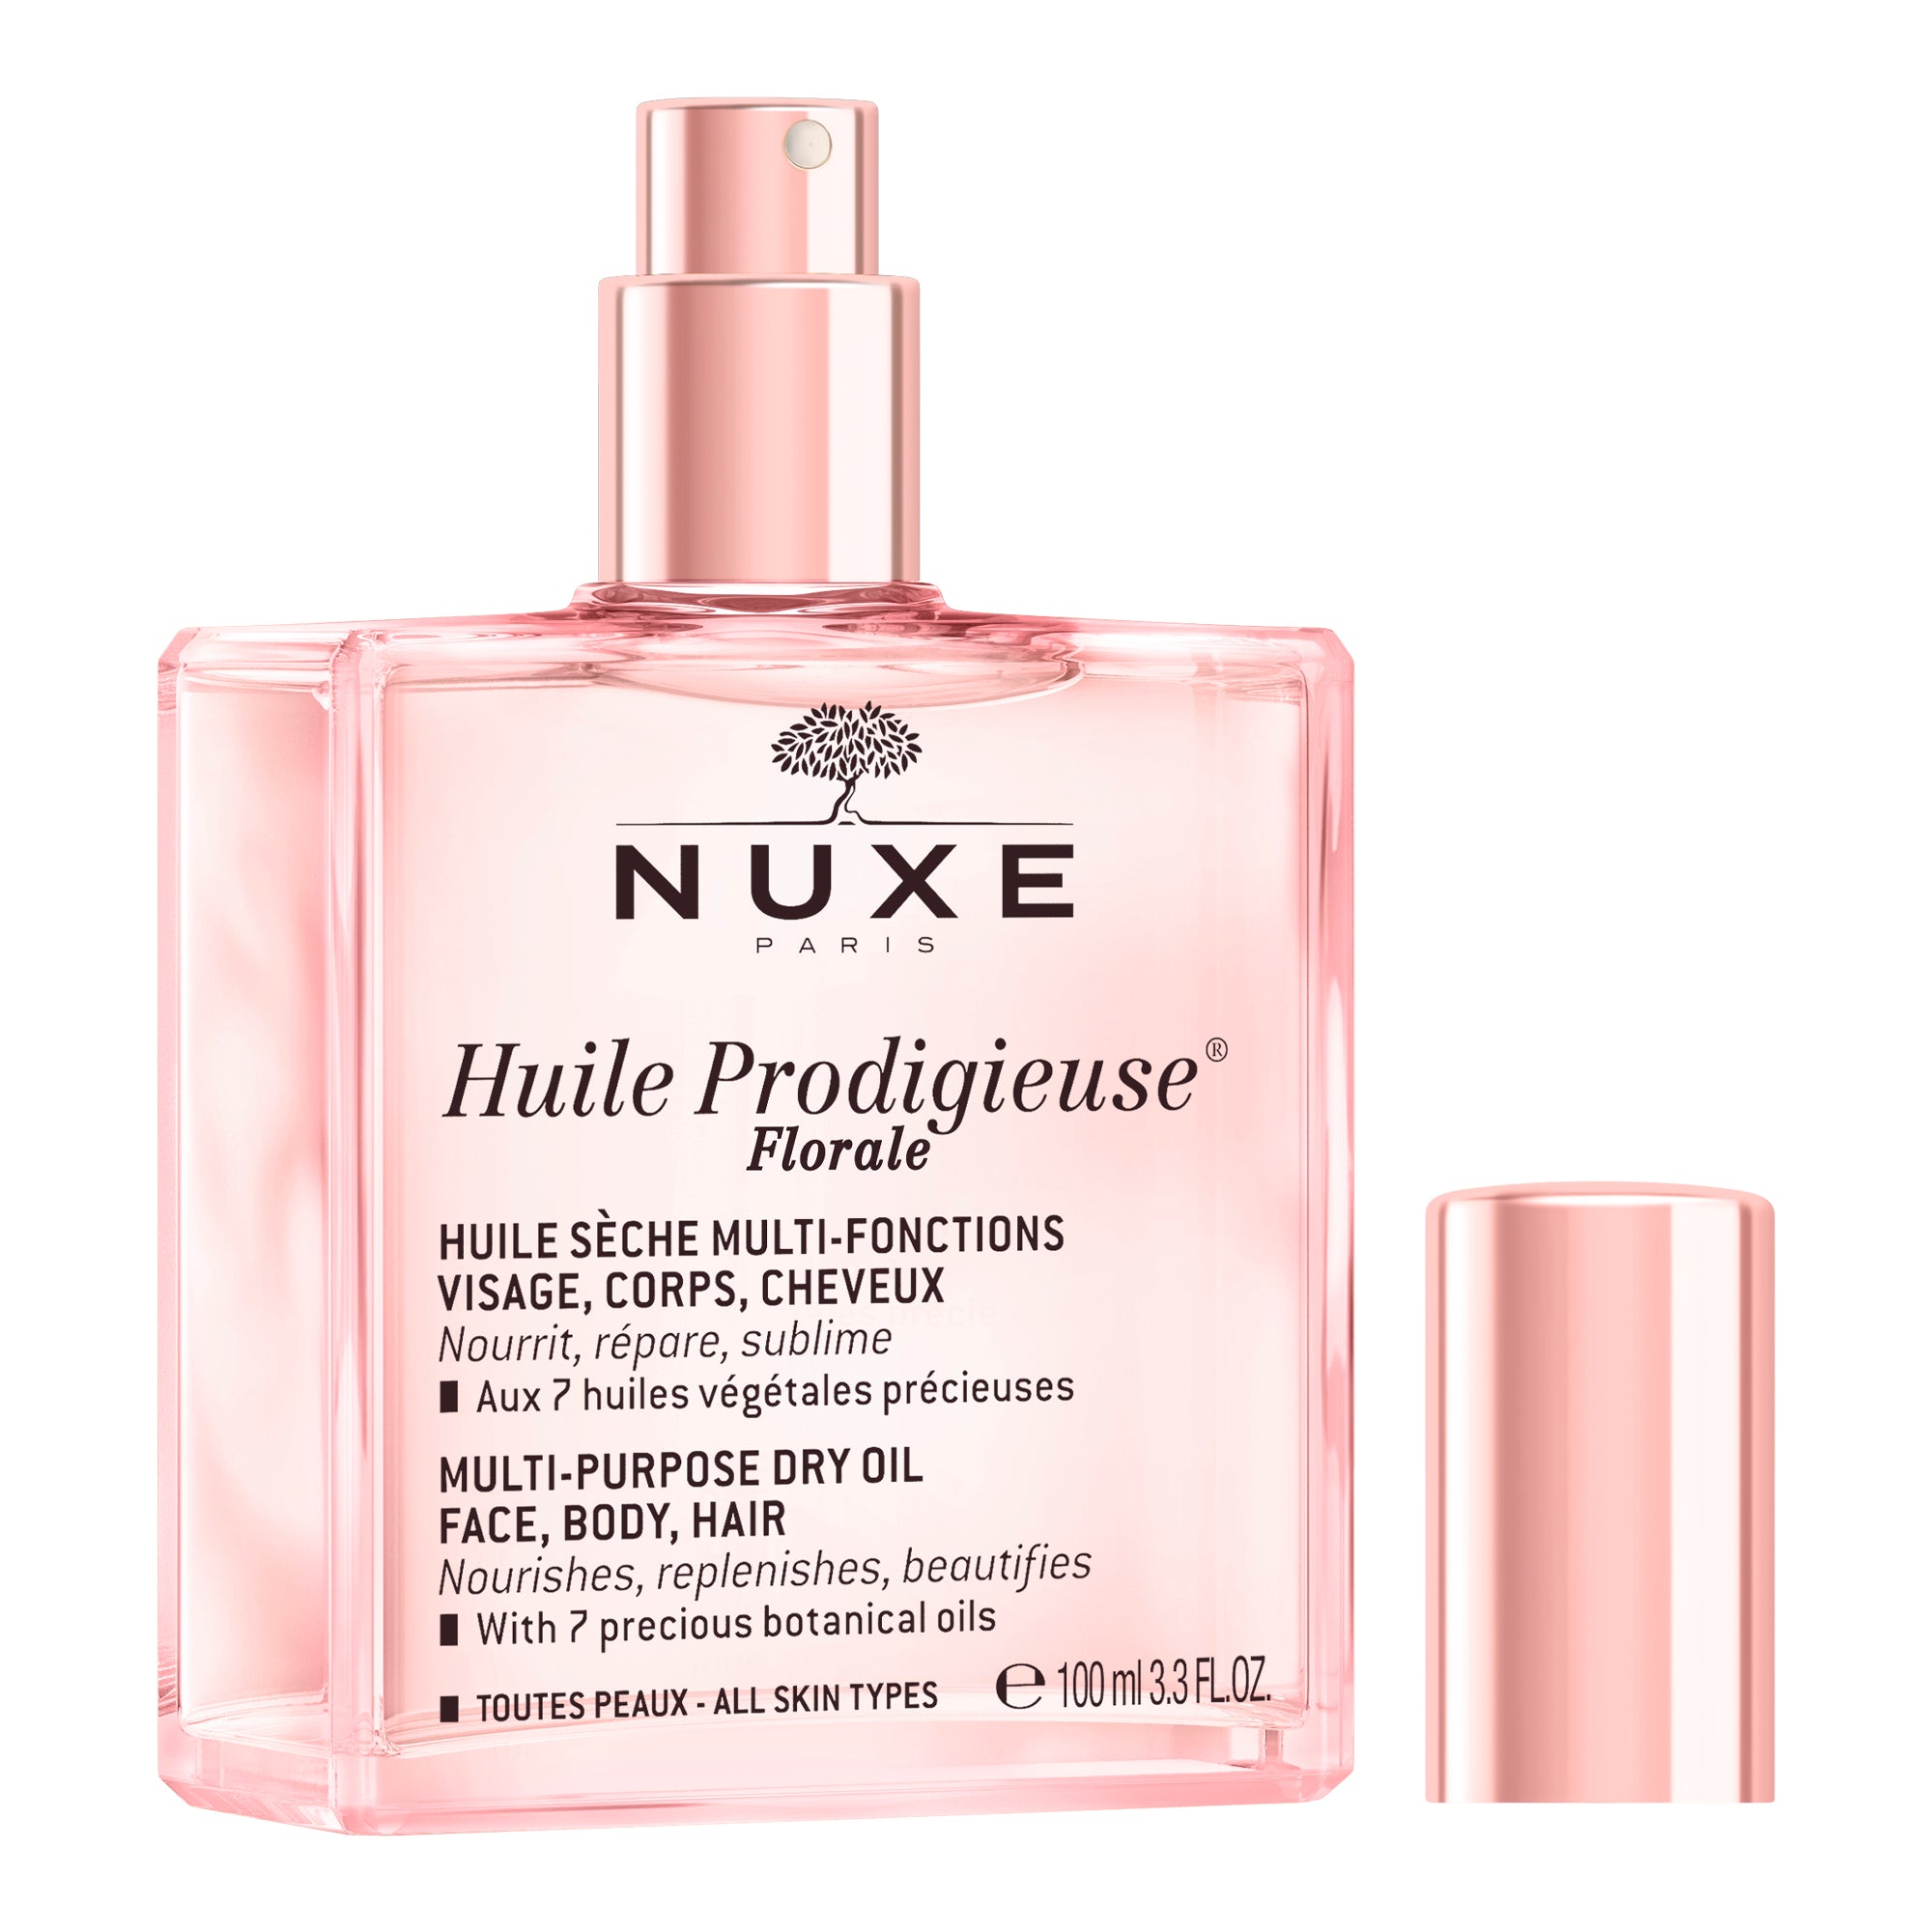 NUXE
PARIS
Huile Prodigieuse®
Florale
HUILE SÈCHE MULTI-FONCTIONS
VISAGE, CORPS, CHEVEUX
Nourrit, répare, sublime
■ Aux 7 huiles végétales précieuses
MULTI-PURPOSE DRY OIL
FACE, BODY, HAIR
Nourishes, replenishes, beautifies
■ With 7 precious botanical oils
■ TOUTES PEAUX - ALL SKIN TYPES ℮ 100 ml 3.3 FL.OZ.